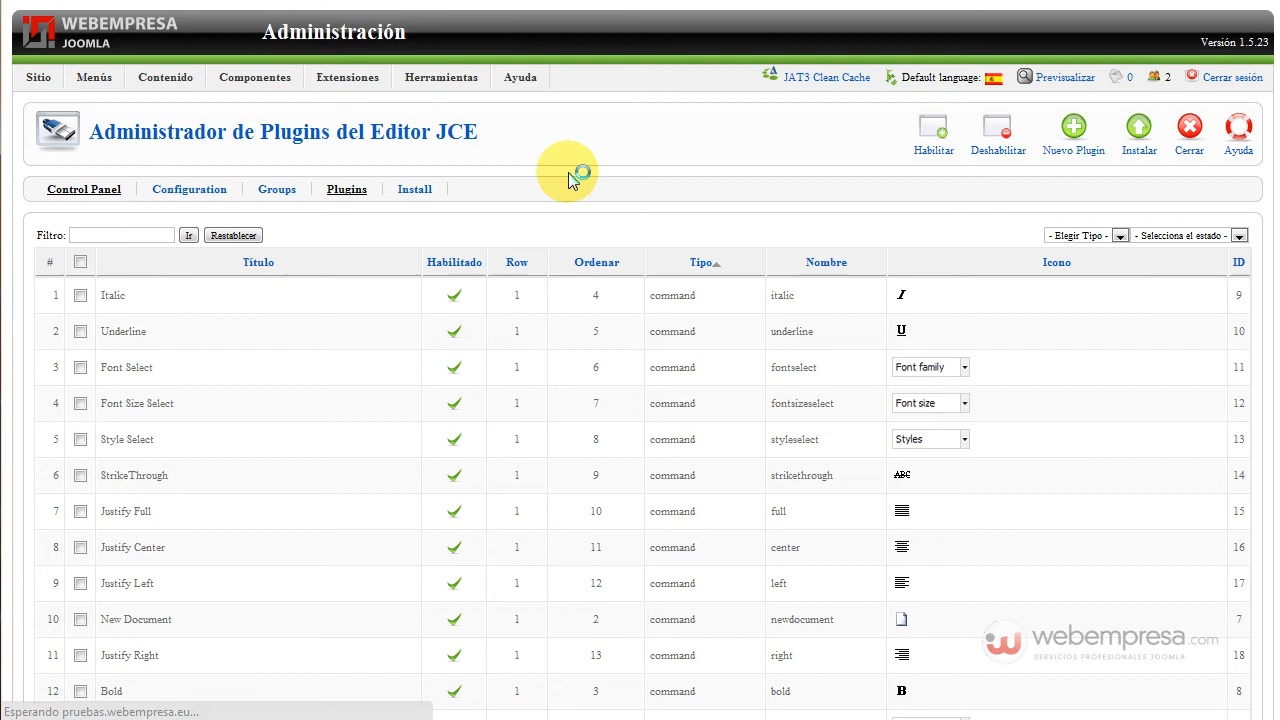 WEBEMPRESA
JOOMLA
Administración
Versión 1.5.23
Sitio Menús Contenido Componentes Extensiones Herramientas Ayuda JAT3 Clean Cache Default language: Previsualizar 0 2 Cerrar sesión
Administrador de Plugins del Editor JCE
Habilitar Deshabilitar Nuevo Plugin Instalar Cerrar Ayuda
Control Panel Configuration Groups Plugins Install
Filtro: Ir Restablecer - Elegir Tipo - - Selecciona el estado -
# Título Habilitado Row Ordenar Tipo Nombre Icono ID
1 Italic 1 4 command italic I 9
2 Underline 1 5 command underline U 10
3 Font Select 1 6 command fontselect Font family 11
4 Font Size Select 1 7 command fontsizeselect Font size 12
5 Style Select 1 8 command styleselect Styles 13
6 StrikeThrough 1 9 command strikethrough ABC 14
7 Justify Full 1 10 command full 15
8 Justify Center 1 11 command center 16
9 Justify Left 1 12 command left 17
10 New Document 1 2 command newdocument 7
11 Justify Right 1 13 command right 18
12 Bold 1 3 command bold B 8
webempresa.com
SERVICIOS PROFESIONALES JOOMLA
Esperando pruebas.webempresa.eu...